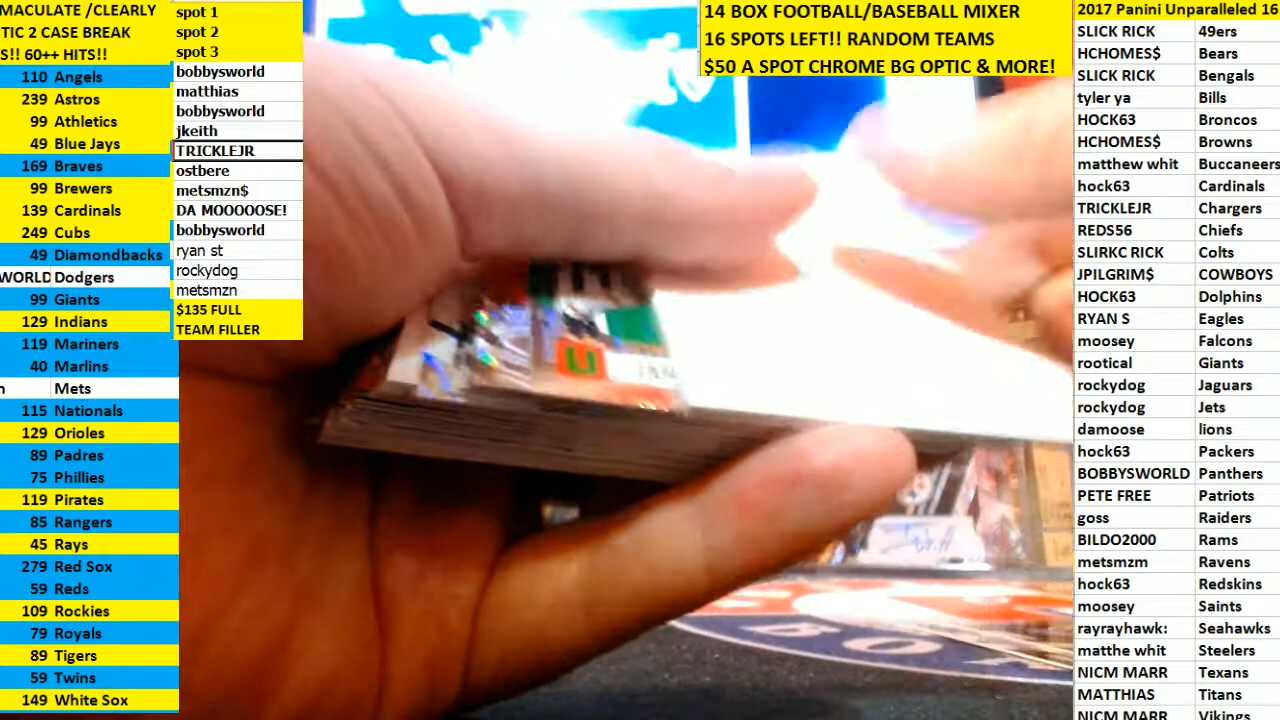 MACULATE /CLEARLY
TIC 2 CASE BREAK
S!! 60++ HITS!!
110 Angels
239 Astros
99 Athletics
49 Blue Jays
169 Braves
99 Brewers
139 Cardinals
249 Cubs
49 Diamondbacks
WORLD Dodgers
99 Giants
129 Indians
119 Mariners
40 Marlins
Mets
115 Nationals
129 Orioles
89 Padres
75 Phillies
119 Pirates
85 Rangers
45 Rays
279 Red Sox
59 Reds
109 Rockies
79 Royals
89 Tigers
59 Twins
149 White Sox
spot 1
spot 2
spot 3
bobbysworld
matthias
bobbysworld
jkeith
TRICKLEJR
ostbere
metsmzn$
DA MOOOOOSE!
bobbysworld
ryan st
rockydog
metsmzn
$135 FULL
TEAM FILLER
14 BOX FOOTBALL/BASEBALL MIXER
16 SPOTS LEFT!! RANDOM TEAMS
$50 A SPOT CHROME BG OPTIC & MORE!
2017 Panini Unparalleled 16
SLICK RICK 49ers
HCHOMES$ Bears
SLICK RICK Bengals
tyler ya Bills
HOCK63 Broncos
HCHOMES$ Browns
matthew whit Buccaneers
hock63 Cardinals
TRICKLEJR Chargers
REDS56 Chiefs
SLIRKC RICK Colts
JPILGRIM$ COWBOYS
HOCK63 Dolphins
RYAN S Eagles
moosey Falcons
rootical Giants
rockydog Jaguars
rockydog Jets
damoose lions
hock63 Packers
BOBBYSWORLD Panthers
PETE FREE Patriots
goss Raiders
BILDO2000 Rams
metsmzm Ravens
hock63 Redskins
moosey Saints
rayrayhawk: Seahawks
matthe whit Steelers
NICM MARR Texans
MATTHIAS Titans
NICM MARR Vikings
U